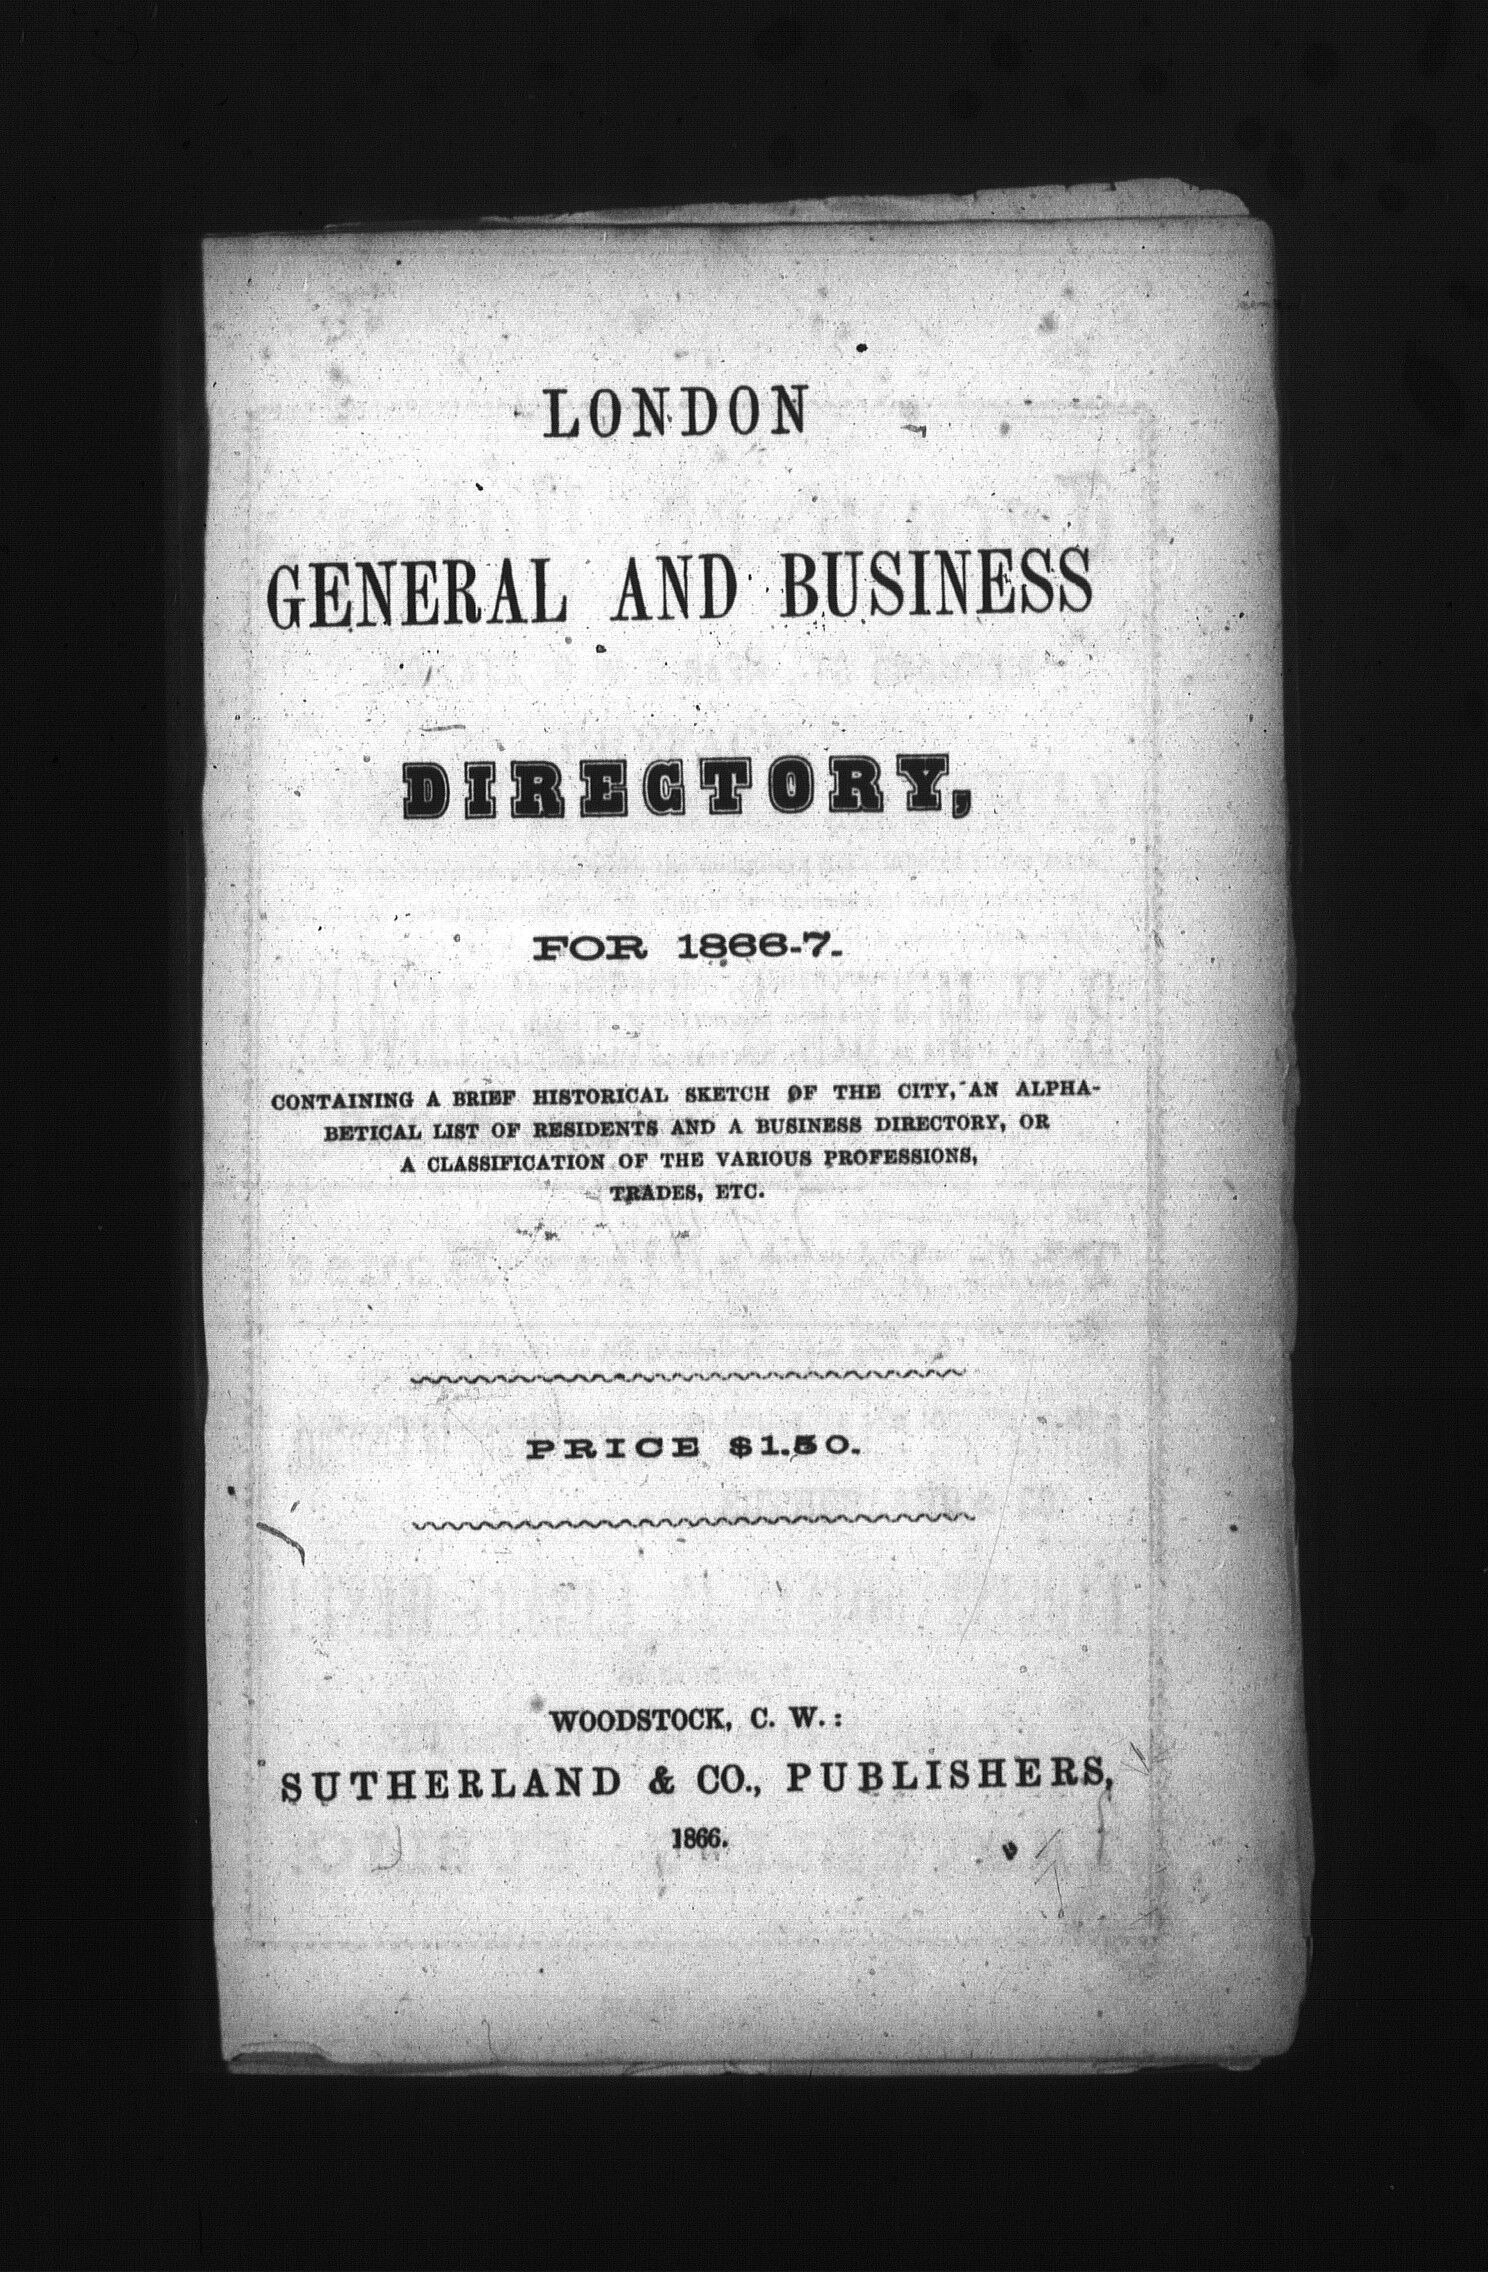 LONDON
GENERAL AND BUSINESS
DIRECTORY,
FOR 1866-7.
CONTAINING A BRIEF HISTORICAL SKETCH OF THE CITY, AN ALPHA-
BETICAL LIST OF RESIDENTS AND A BUSINESS DIRECTORY, OR
A CLASSIFICATION OF THE VARIOUS PROFESSIONS,
TRADES, ETC.
PRICE $1.50.
WOODSTOCK, C. W.:
SUTHERLAND & CO., PUBLISHERS,
1866.